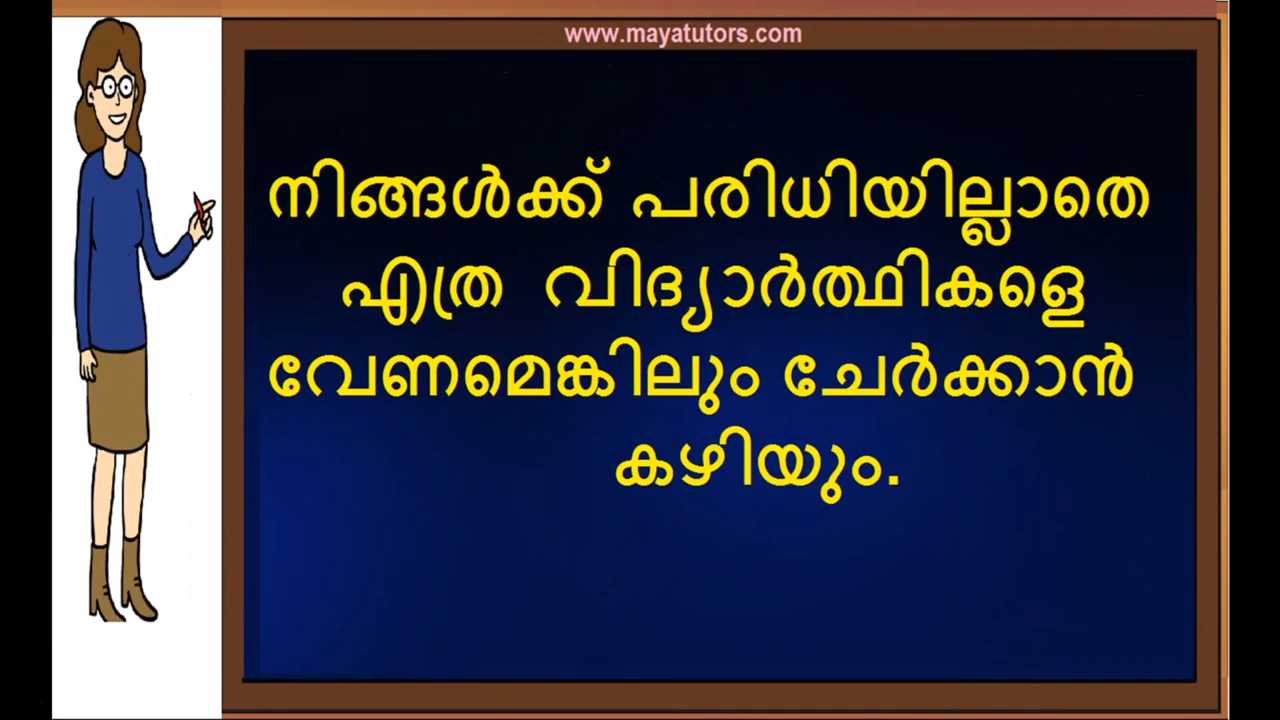 www.mayatutors.com
നിങ്ങൾക്ക് പരിധിയില്ലാതെ
എത്ര വിദ്യാർത്ഥികളെ
വേണമെങ്കിലും ചേർക്കാൻ
കഴിയും.